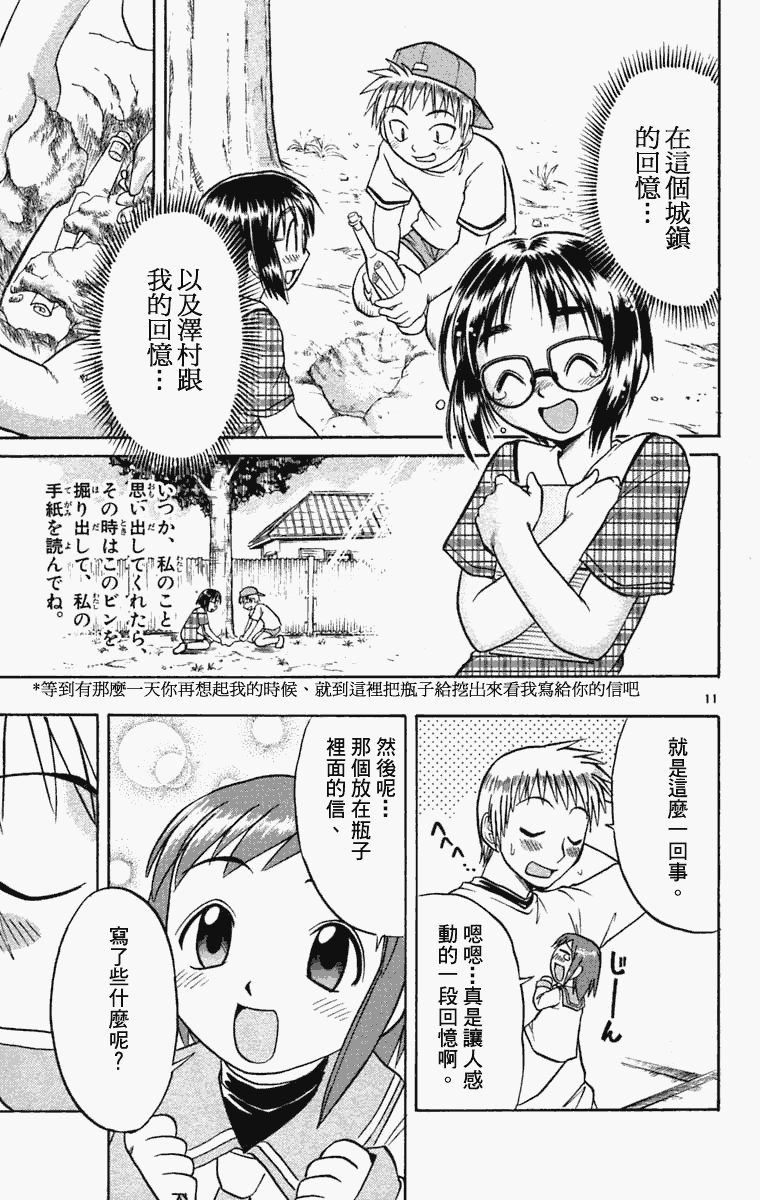 在這個城鎮
的回憶…
以及澤村跟
我的回憶…
いつか、私のこと
思い出してくれたら、
その時はこのビンを
掘り出して、私の
手紙を読んでね。
*等到有那麼一天你再想起我的時候、就到這裡把瓶子給挖出來看我寫給你的信吧
11
就是這麼一回事。
嗯嗯…真是讓人感
動的一段回憶啊。
じーん
然後呢…
那個放在瓶子
裡面的信、
寫了些什麼呢?